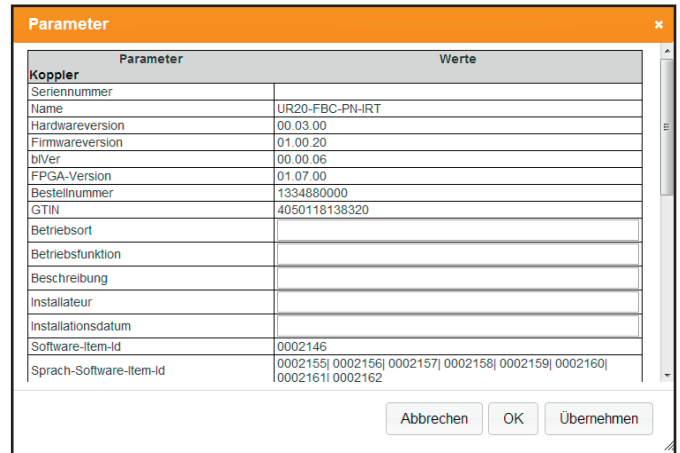 Parameter
Parameter Werte
Koppler
Seriennummer
Name UR20-FBC-PN-IRT
Hardwareversion 00.03.00
Firmwareversion 01.00.20
blVer 00.00.06
FPGA-Version 01.07.00
Bestellnummer 1334880000
GTIN 4050118138320
Betriebsort
Betriebsfunktion
Beschreibung
Installateur
Installationsdatum
Software-Item-Id 0002146
Sprach-Software-Item-Id 0002155| 0002156| 0002157| 0002158| 0002159| 0002160|
0002161| 0002162
Abbrechen OK Übernehmen